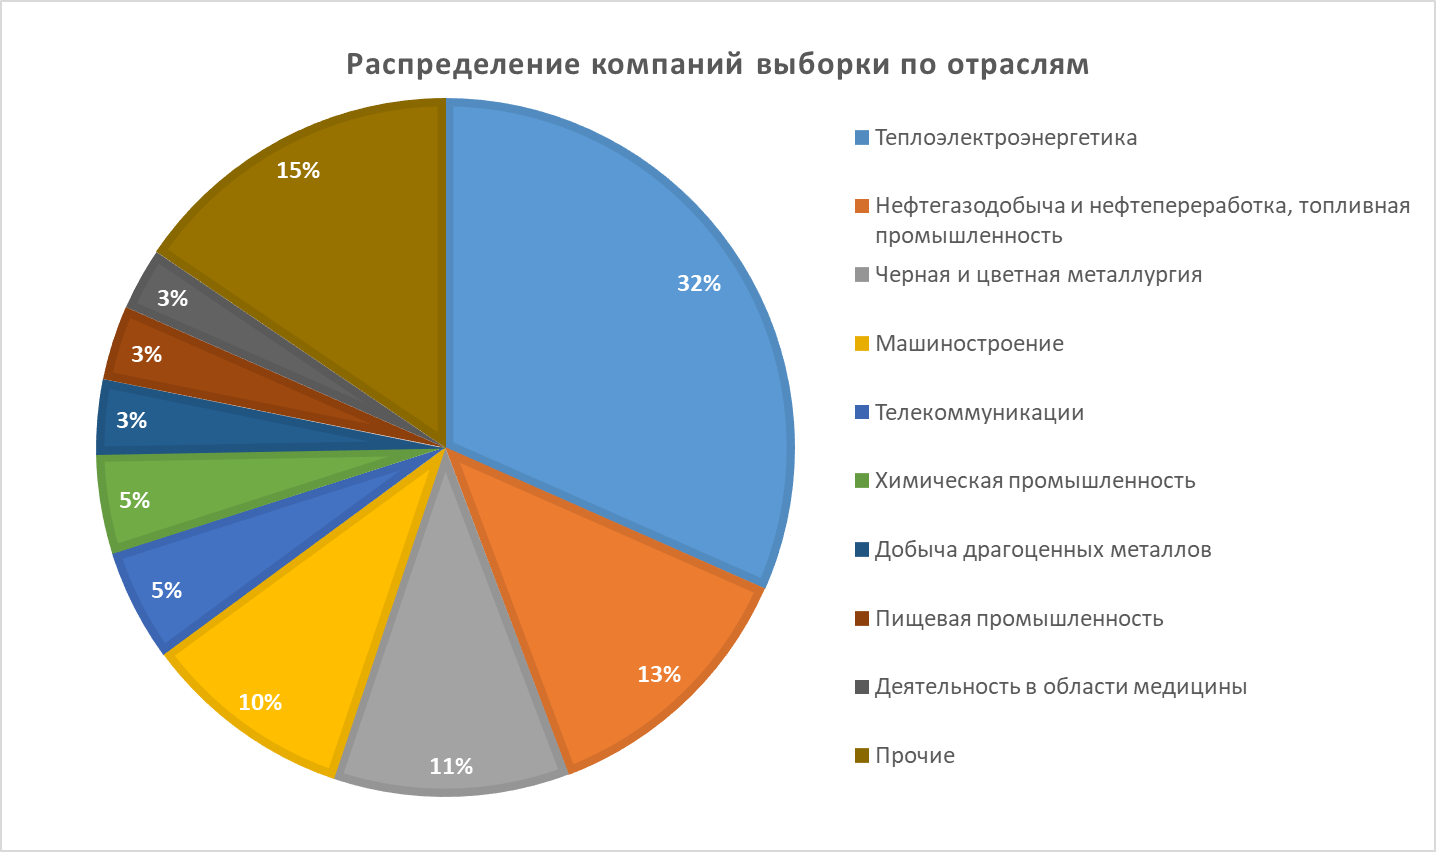 Распределение компаний выборки по отраслям
32%
13%
11%
10%
5%
5%
3%
3%
3%
15%
Теплоэлектроэнергетика
Нефтегазодобыча и нефтепереработка, топливная
промышленность
Черная и цветная металлургия
Машиностроение
Телекоммуникации
Химическая промышленность
Добыча драгоценных металлов
Пищевая промышленность
Деятельность в области медицины
Прочие